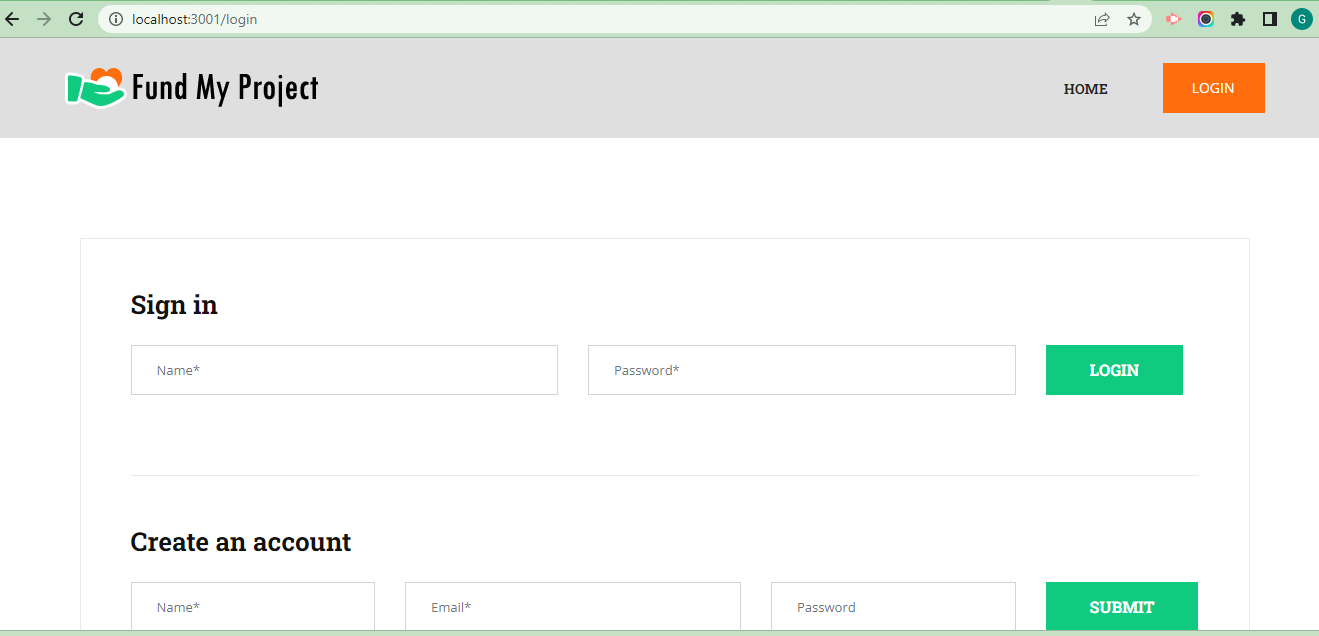 localhost:3001/login
G
Fund My Project
HOME
LOGIN
Sign in
Name*
Password*
LOGIN
Create an account
Name*
Email*
Password
SUBMIT